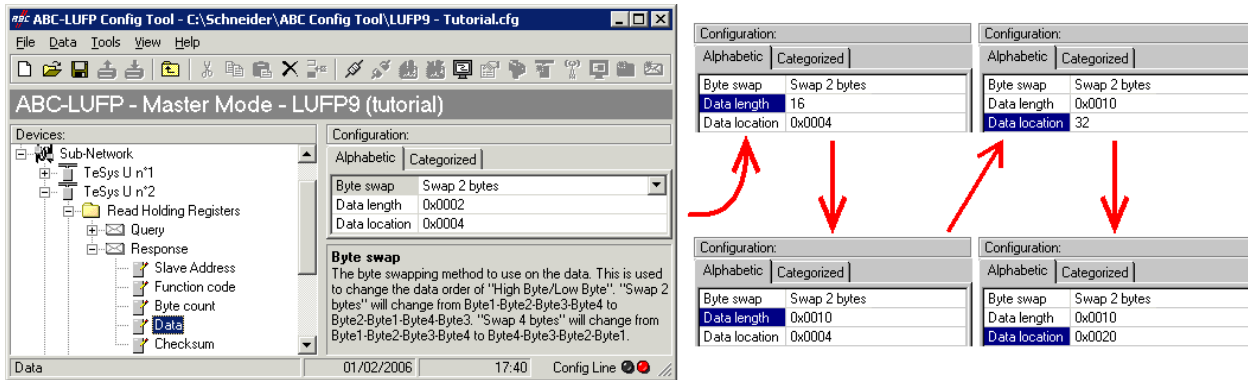 ABC-LUFP Config Tool - C:\Schneider\ABC Config Tool\LUFP9 - Tutorial.cfg
File Data Tools View Help
ABC-LUFP - Master Mode - LUFP9 (tutorial)
Devices:
Sub-Network
TeSys U n°1
TeSys U n°2
Read Holding Registers
Query
Response
Slave Address
Function code
Byte count
Data
Checksum
Configuration:
Alphabetic Categorized
Byte swap Swap 2 bytes
Data length 0x0002
Data location 0x0004
Byte swap
The byte swapping method to use on the data. This is used
to change the data order of "High Byte/Low Byte". "Swap 2
bytes" will change from Byte1-Byte2-Byte3-Byte4 to
Byte2-Byte1-Byte4-Byte3. "Swap 4 bytes" will change from
Byte1-Byte2-Byte3-Byte4 to Byte4-Byte3-Byte2-Byte1.
Data 01/02/2006 17:40 Config Line
Configuration:
Alphabetic Categorized
Byte swap Swap 2 bytes
Data length 16
Data location 0x0004
Configuration:
Alphabetic Categorized
Byte swap Swap 2 bytes
Data length 0x0010
Data location 32
Configuration:
Alphabetic Categorized
Byte swap Swap 2 bytes
Data length 0x0010
Data location 0x0004
Configuration:
Alphabetic Categorized
Byte swap Swap 2 bytes
Data length 0x0010
Data location 0x0020